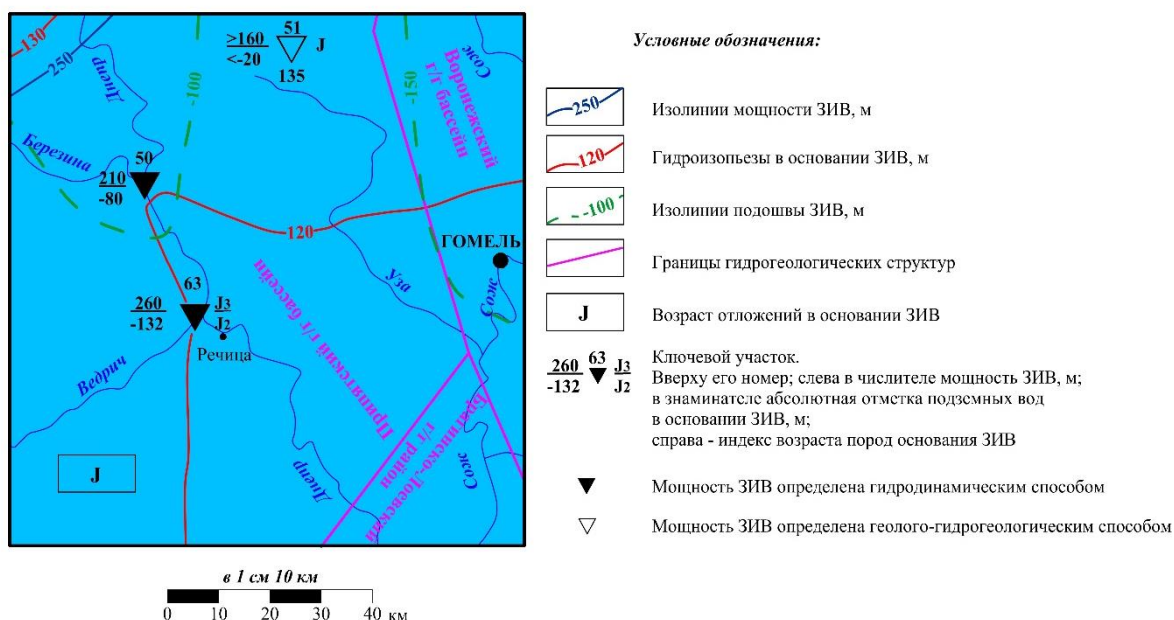 -130
250
Днепр
-100
51
>160
<-20
J
135
-150
Сож
Воронежский
г/г бассейн
Березина
50
210
-80
120
ГОМЕЛЬ
Уза
Сож
63
260
-132
J3
J2
Речица
Ведрич
Припятский г/г бассейн
Брагинско-Лоевский
г/г район
Днепр
Сож
J
в 1 см 10 км
0 10 20 30 40 км
Условные обозначения:
250 Изолинии мощности ЗИВ, м
120 Гидроизопьезы в основании ЗИВ, м
-100 Изолинии подошвы ЗИВ, м
Границы гидрогеологических структур
J Возраст отложений в основании ЗИВ
260 63 J3
-132 J2
Ключевой участок.
Вверху его номер; слева в числителе мощность ЗИВ, м;
в знаминателе абсолютная отметка подземных вод
в основании ЗИВ, м;
справа - индекс возраста пород основания ЗИВ
Мощность ЗИВ определена гидродинамическим способом
Мощность ЗИВ определена геолого-гидрогеологическим способом